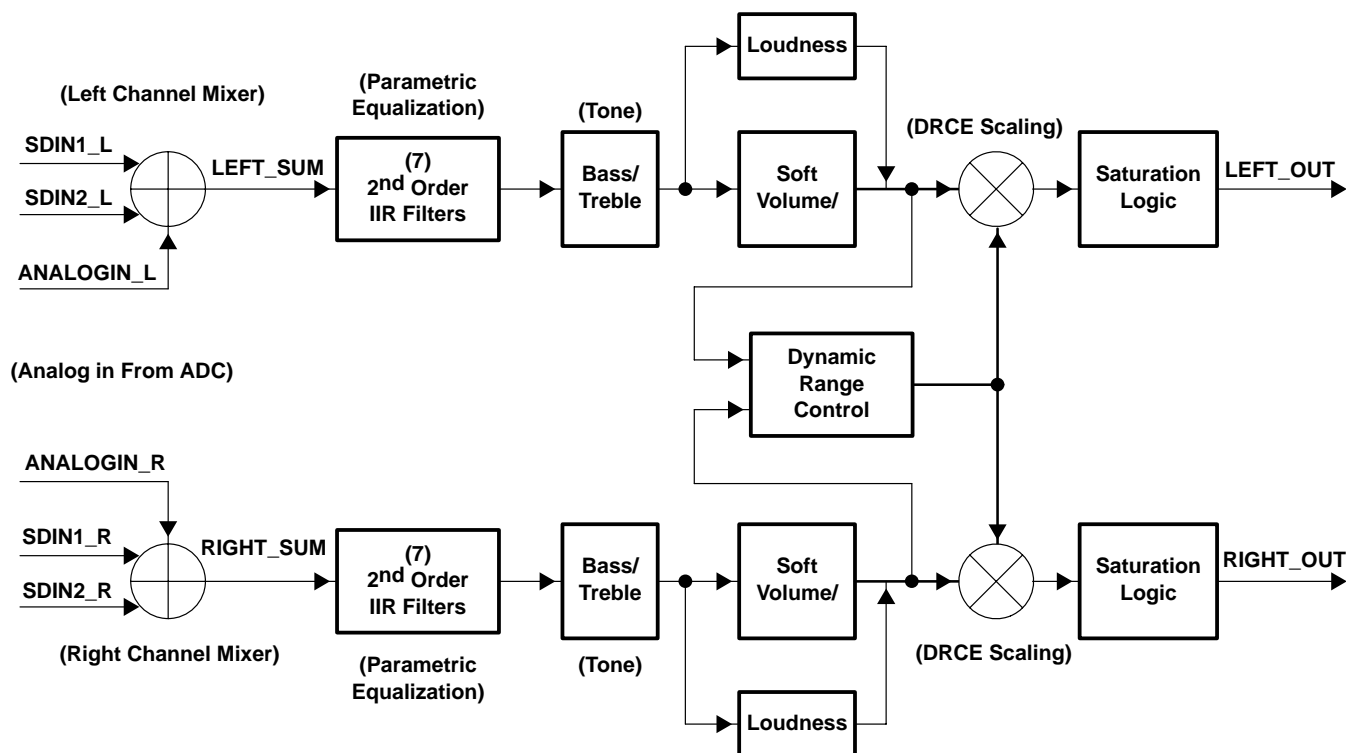 Loudness
(Parametric
Equalization)
(Left Channel Mixer)
(Tone)
(DRCE Scaling)
SDIN1_L
SDIN2_L
ANALOGIN_L
LEFT_SUM
(7)
2nd Order
IIR Filters
Bass/
Treble
Soft
Volume/
Saturation
Logic
LEFT_OUT
(Analog in From ADC)
Dynamic
Range
Control
ANALOGIN_R
SDIN1_R
SDIN2_R
RIGHT_SUM
(7)
2nd Order
IIR Filters
Bass/
Treble
Soft
Volume/
Saturation
Logic
RIGHT_OUT
(Right Channel Mixer)
(Parametric
Equalization)
(Tone)
(DRCE Scaling)
Loudness